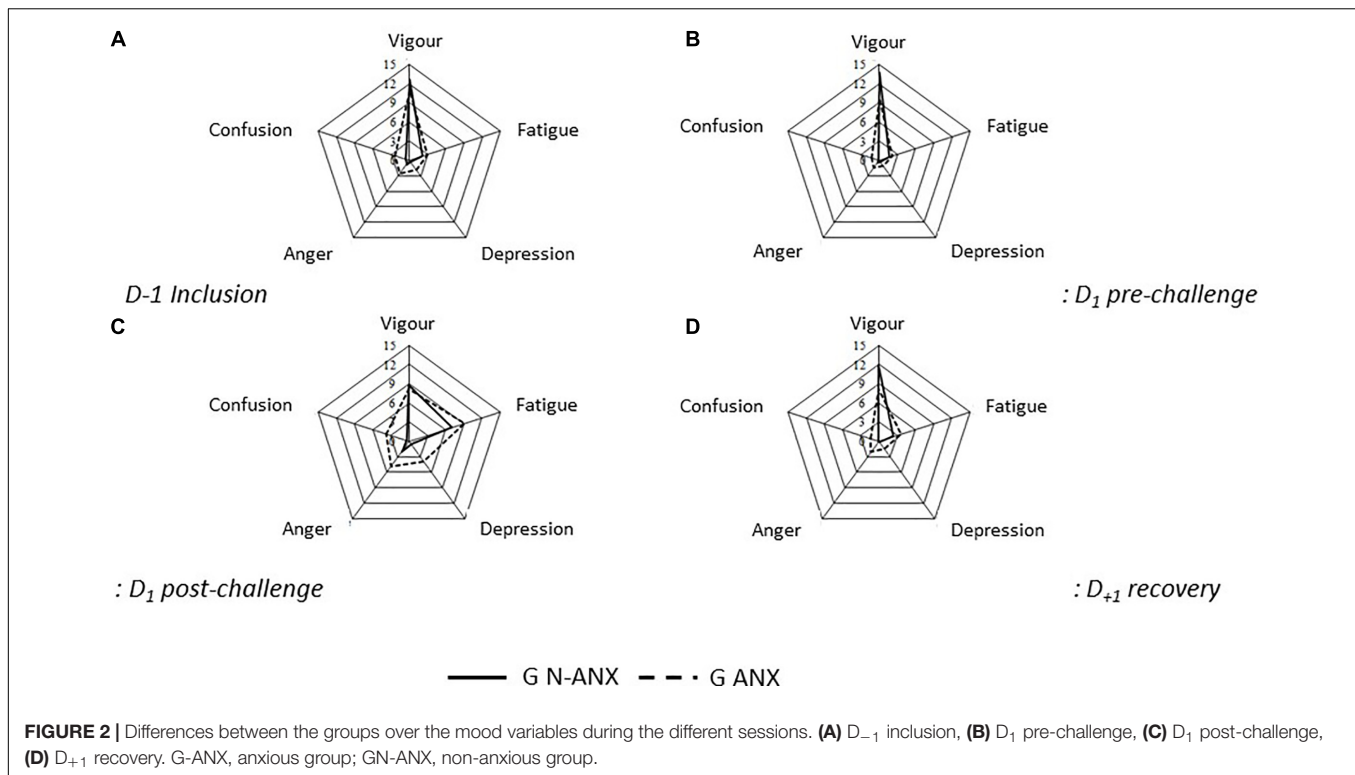 A
Vigour
15
12
9
6
3
0
Confusion
Fatigue
Anger
Depression
D-1 Inclusion
B
Vigour
15
12
9
6
3
0
Confusion
Fatigue
Anger
Depression
: D₁ pre-challenge
C
Vigour
15
12
9
6
Confusion
Fatigue
Anger
Depression
: D₁ post-challenge
D
Vigour
15
12
9
6
3
0
Confusion
Fatigue
Anger
Depression
: D₊₁ recovery
G N-ANX G ANX
FIGURE 2 | Differences between the groups over the mood variables during the different sessions. (A) D₋₁ inclusion, (B) D₁ pre-challenge, (C) D₁ post-challenge,
(D) D₊₁ recovery. G-ANX, anxious group; GN-ANX, non-anxious group.